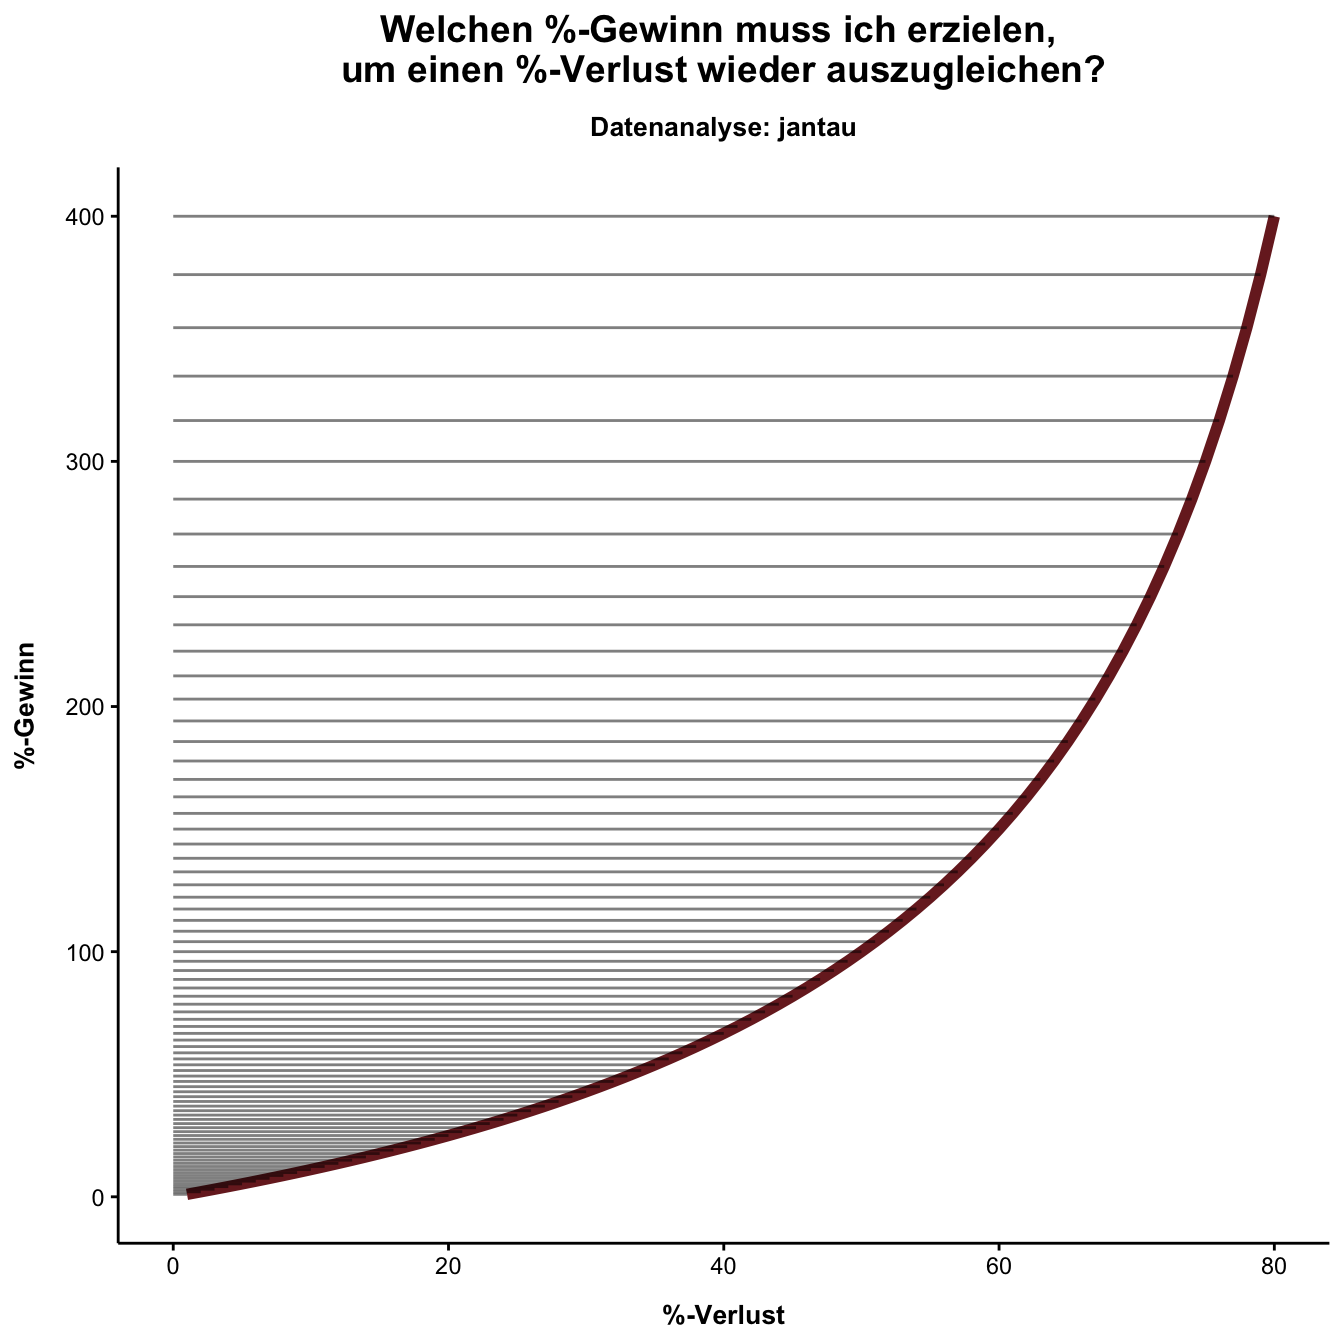 Welchen %-Gewinn muss ich erzielen,
um einen %-Verlust wieder auszugleichen?
Datenanalyse: jantau
400
300
200
100
0
%-Gewinn
0 20 40 60 80
%-Verlust